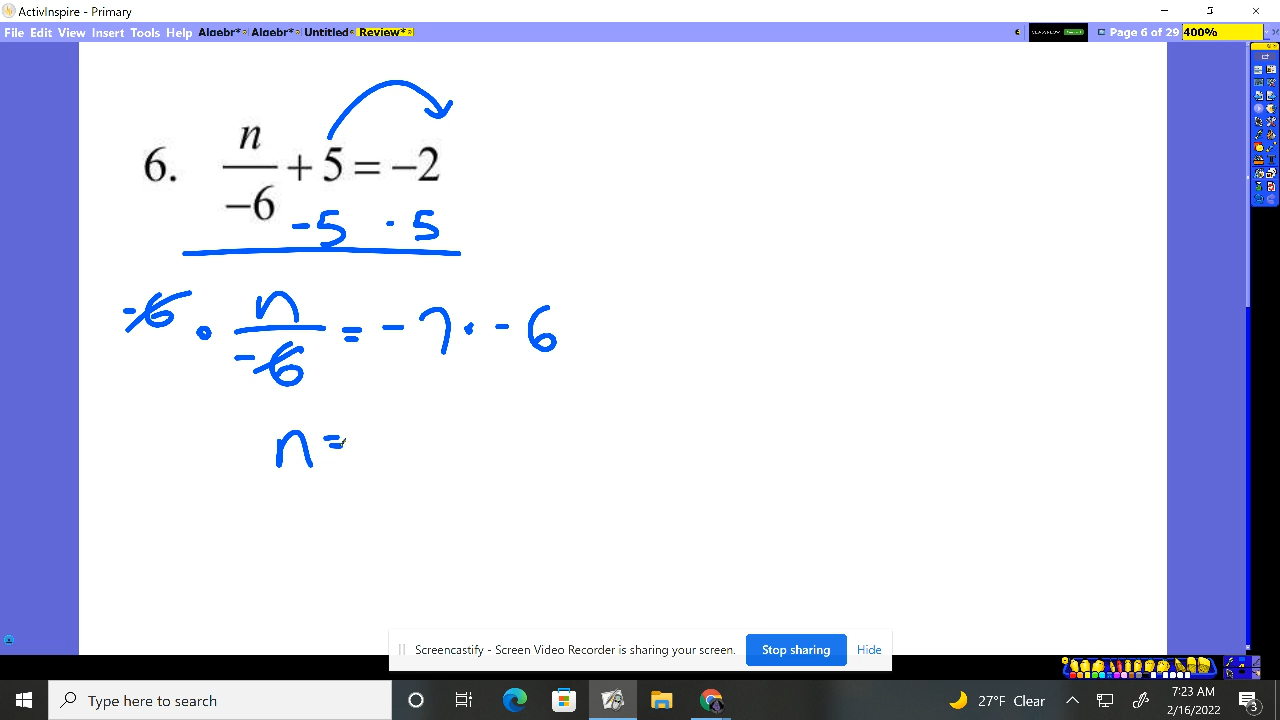 ActivInspire - Primary
File Edit View Insert Tools Help Algebr* Algebr* Untitled Review* Page 6 of 29 400%
6. n/-6 + 5 = -2
-5 - 5
-6 • n/-6 = -7 • -6
n =
Screencastify - Screen Video Recorder is sharing your screen. Stop sharing Hide
Type here to search
27°F Clear
7:23 AM
2/16/2022
3